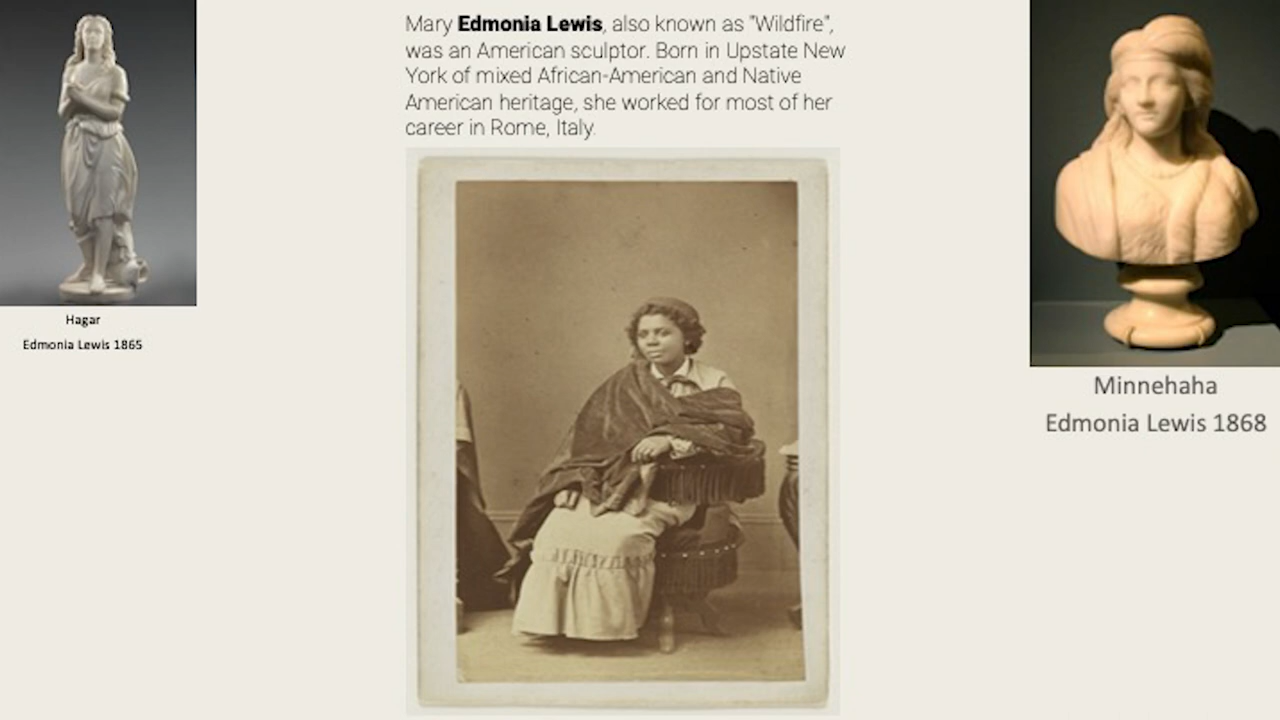 Mary Edmonia Lewis, also known as "Wildfire",
was an American sculptor. Born in Upstate New
York of mixed African-American and Native
American heritage, she worked for most of her
career in Rome, Italy.
Hagar
Edmonia Lewis 1865
Minnehaha
Edmonia Lewis 1868